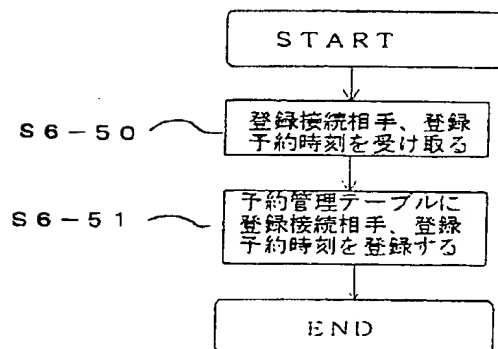 START
S6-50
登録接続相手、登録
予約時刻を受け取る
S6-51
予約管理テーブルに
登録接続相手、登録
予約時刻を登録する
END